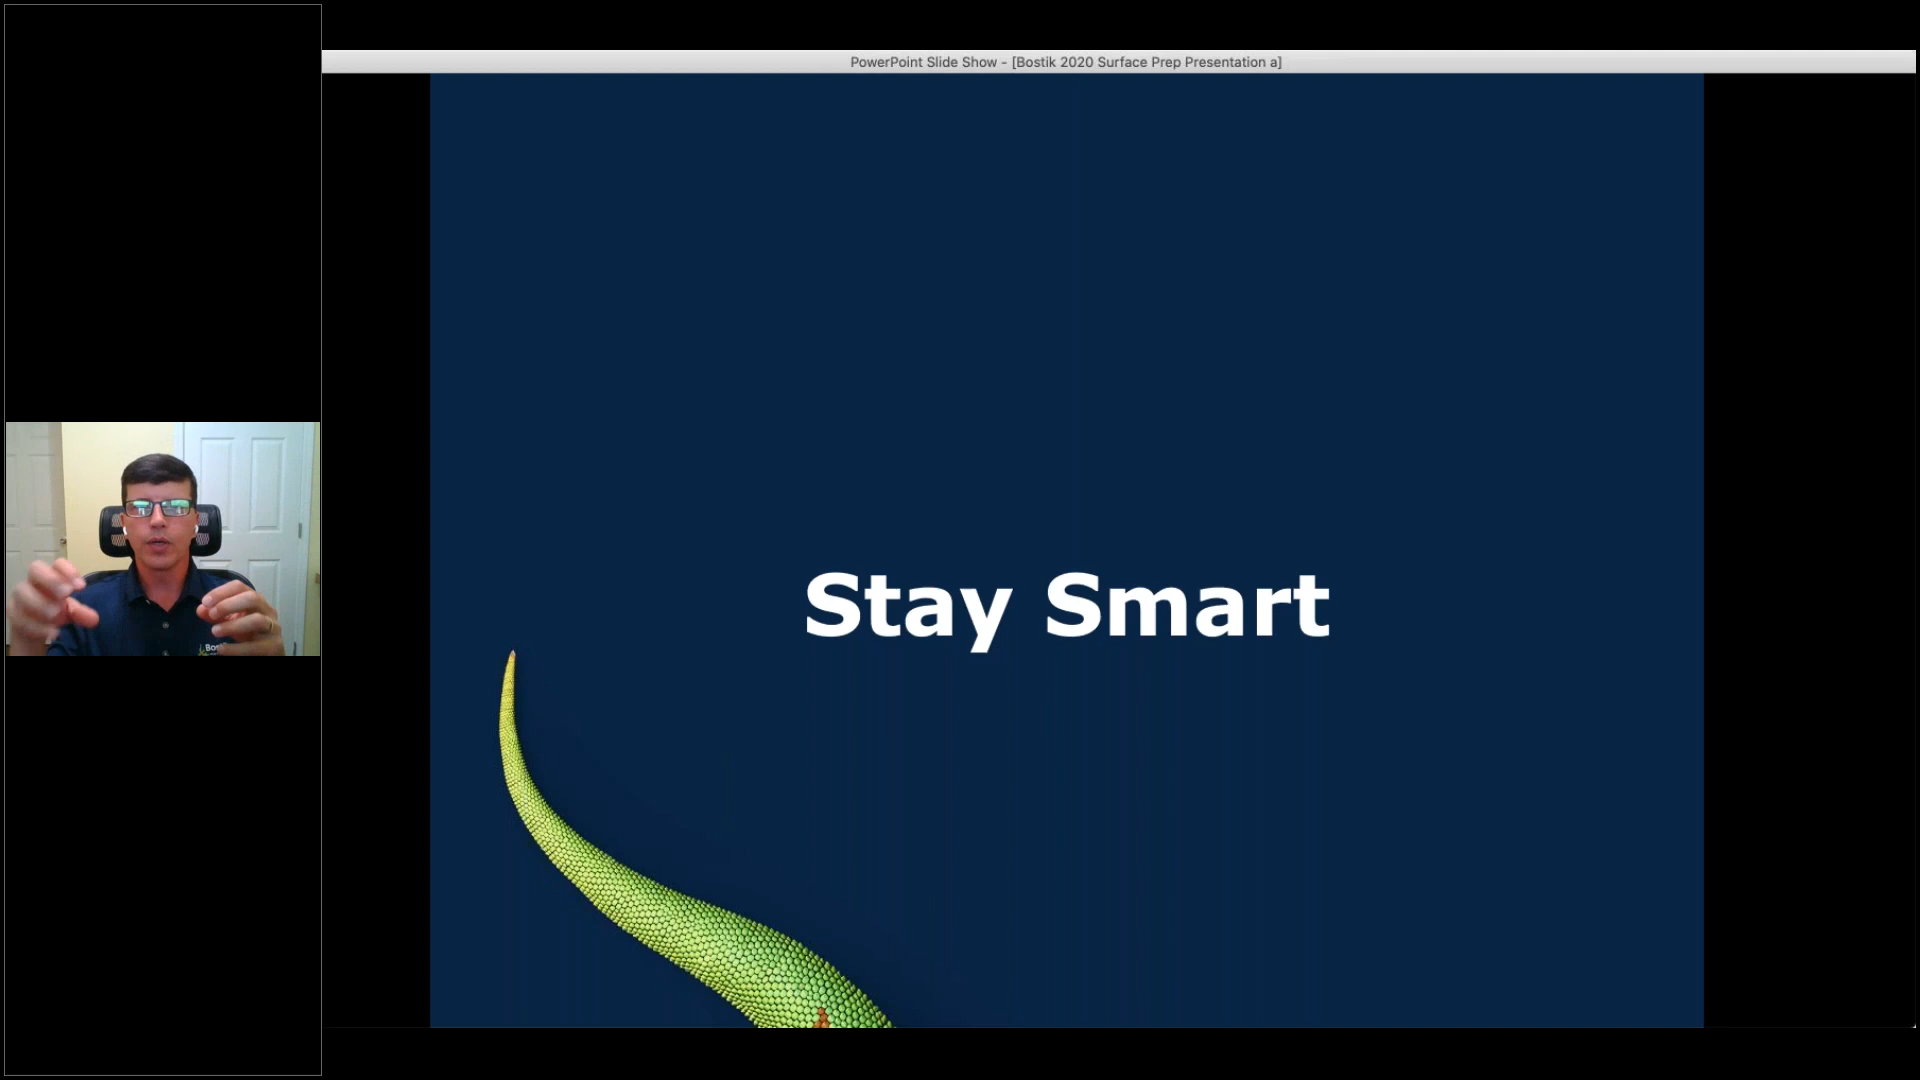 PowerPoint Slide Show - [Bostik 2020 Surface Prep Presentation a]
Stay Smart